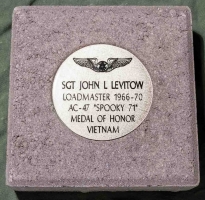 SGT JOHN L LEVITOW
LOADMASTER 1966-70
AC-47 "SPOOKY 71"
MEDAL OF HONOR
VIETNAM